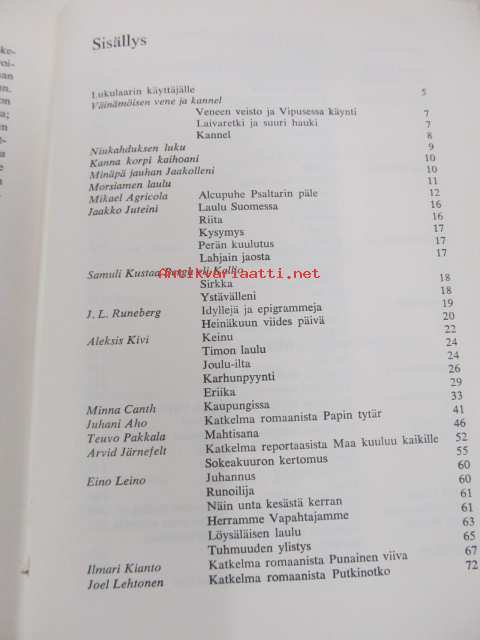 Sisällys
Lukulaarin käyttäjälle 5
Väinämöisen vene ja kannel
Veneen veisto ja Vipusessa käynti 7
Laivaretki ja suuri hauki 7
Kannel 8
Niukahduksen luku 9
Kanna korpi kaihoani 10
Minäpä jauhan Jaakolleni 10
Morsiamen laulu 11
Mikael Agricola Alcupuhe Psaltarin päle 12
Jaakko Juteini Laulu Suomessa 16
Riita 16
Kysymys 17
Perän kuulutus 17
Lahjain jaosta 17
Samuli Kustaa Bergh eli Kallio
Sirkka 18
Ystävälleni 18
J. L. Runeberg Idyllejä ja epigrammeja 19
Heinäkuun viides päivä 20
Aleksis Kivi Keinu 22
Timon laulu 24
Joulu-ilta 24
Karhunpyynti 26
Eriika 29
Minna Canth Kaupungissa 33
Juhani Aho Katkelma romaanista Papin tytär 41
Teuvo Pakkala Mahtisana 46
Arvid Järnefelt Katkelma reportaasista Maa kuuluu kaikille 52
Sokeakuuron kertomus 55
Eino Leino Juhannus 60
Runoilija 60
Näin unta kesästä kerran 61
Herramme Vapahtajamme 61
Löysäläisen laulu 63
Tuhmuuden ylistys 65
Ilmari Kianto Katkelma romaanista Punainen viiva 67
Joel Lehtonen Katkelma romaanista Putkinotko 72
antikvariaatti.net